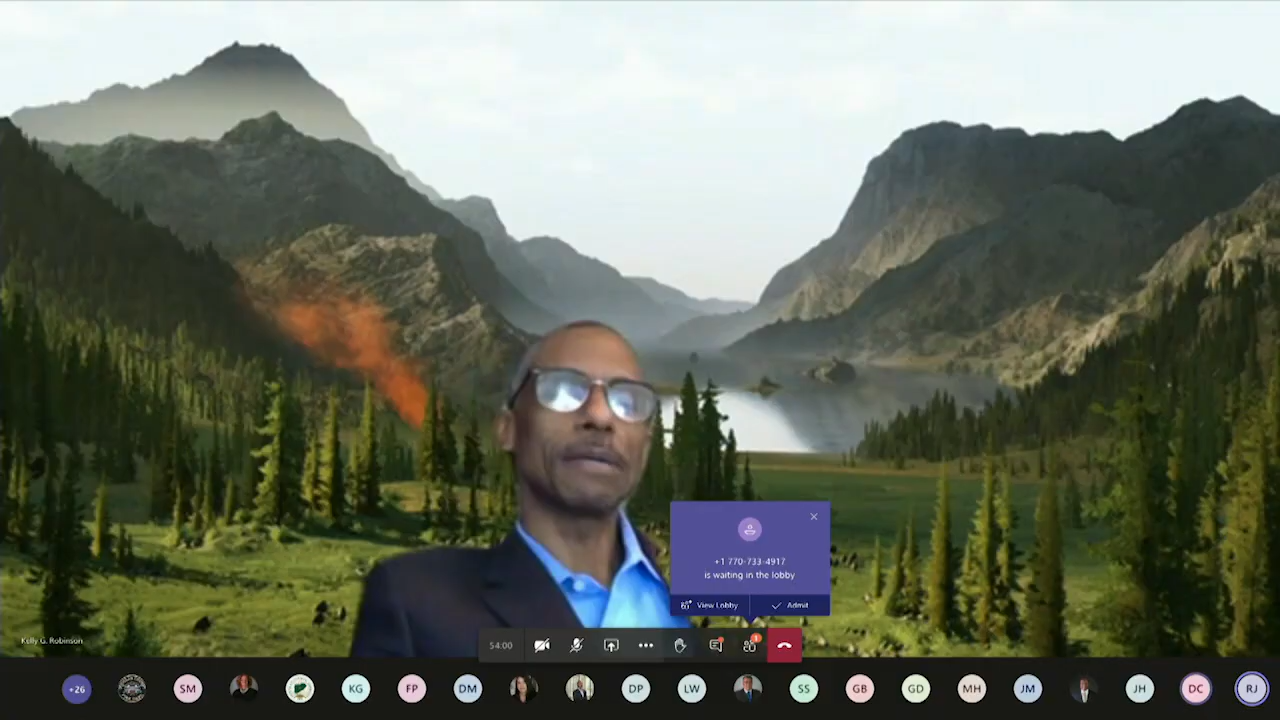 +1 770-733-4917
is waiting in the lobby
View Lobby
Admit
Kelly G. Robinson
54:00
1
+26
SM
KG
FP
DM
DP
LW
SS
GB
GD
MH
JM
JH
DC
RJ